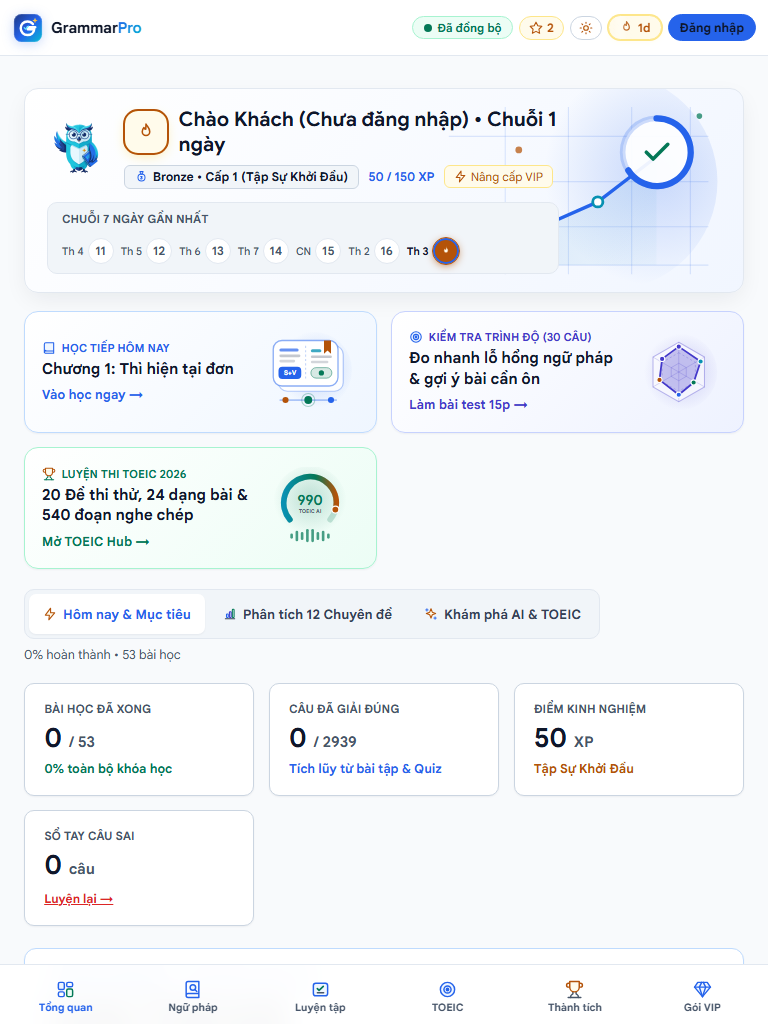 GrammarPro
Đã đồng bộ
2
1d
Đăng nhập
Chào Khách (Chưa đăng nhập) • Chuỗi 1
ngày
Bronze • Cấp 1 (Tập Sự Khởi Đầu)
50 / 150 XP
Nâng cấp VIP
CHUỖI 7 NGÀY GẦN NHẤT
Th 4 11 Th 5 12 Th 6 13 Th 7 14 CN 15 Th 2 16 Th 3
HỌC TIẾP HÔM NAY
Chương 1: Thì hiện tại đơn
Vào học ngay →
S+V
KIỂM TRA TRÌNH ĐỘ (30 CÂU)
Đo nhanh lỗ hổng ngữ pháp
& gợi ý bài cần ôn
Làm bài test 15p →
LUYỆN THI TOEIC 2026
20 Đề thi thử, 24 dạng bài &
540 đoạn nghe chép
Mở TOEIC Hub →
990
TOEIC AI
Hôm nay & Mục tiêu
Phân tích 12 Chuyên đề
Khám phá AI & TOEIC
0% hoàn thành • 53 bài học
BÀI HỌC ĐÃ XONG
0 / 53
0% toàn bộ khóa học
CÂU ĐÃ GIẢI ĐÚNG
0 / 2939
Tích lũy từ bài tập & Quiz
ĐIỂM KINH NGHIỆM
50 XP
Tập Sự Khởi Đầu
SỔ TAY CÂU SAI
0 câu
Luyện lại →
Tổng quan
Ngữ pháp
Luyện tập
TOEIC
Thành tích
Gói VIP